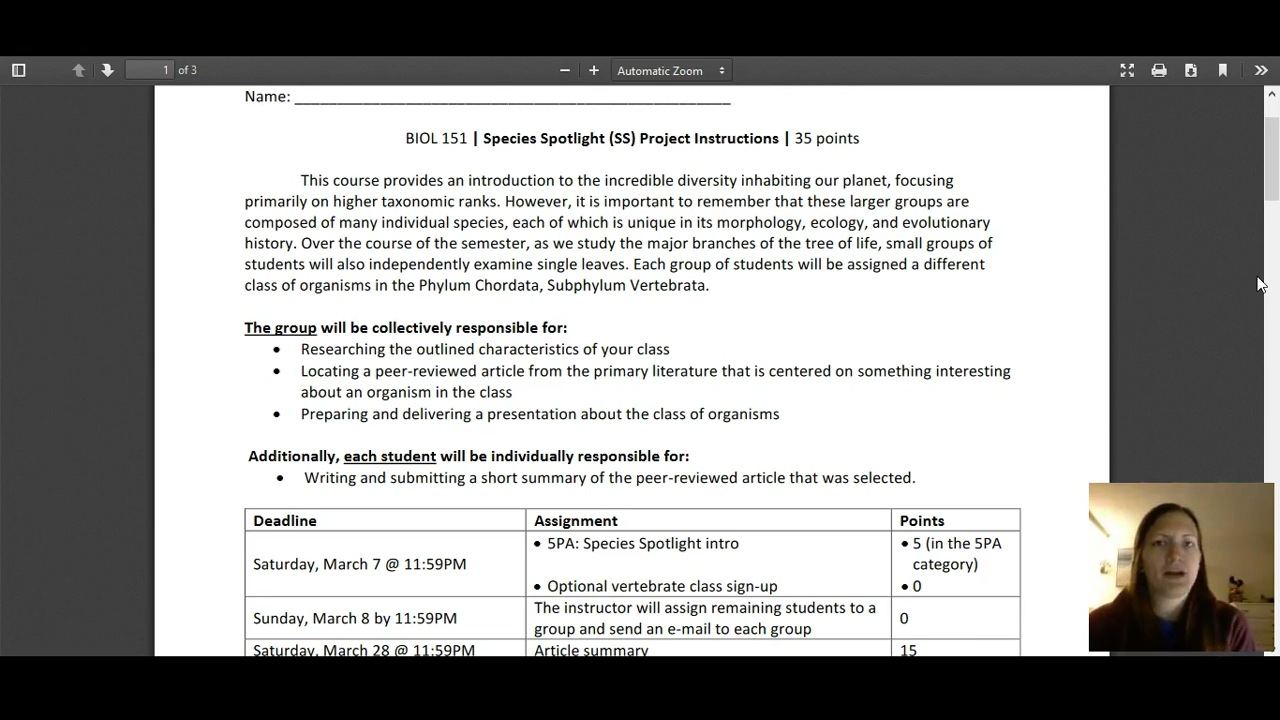 1 of 3
Automatic Zoom
Name: ________________________________________________
BIOL 151 | Species Spotlight (SS) Project Instructions | 35 points
This course provides an introduction to the incredible diversity inhabiting our planet, focusing
primarily on higher taxonomic ranks. However, it is important to remember that these larger groups are
composed of many individual species, each of which is unique in its morphology, ecology, and evolutionary
history. Over the course of the semester, as we study the major branches of the tree of life, small groups of
students will also independently examine single leaves. Each group of students will be assigned a different
class of organisms in the Phylum Chordata, Subphylum Vertebrata.
The group will be collectively responsible for:
• Researching the outlined characteristics of your class
• Locating a peer-reviewed article from the primary literature that is centered on something interesting
about an organism in the class
• Preparing and delivering a presentation about the class of organisms
Additionally, each student will be individually responsible for:
• Writing and submitting a short summary of the peer-reviewed article that was selected.
Deadline Assignment Points
• 5PA: Species Spotlight intro • 5 (in the 5PA
Saturday, March 7 @ 11:59PM category)
• Optional vertebrate class sign-up • 0
The instructor will assign remaining students to a
Sunday, March 8 by 11:59PM 0
group and send an e-mail to each group
Saturday, March 28 @ 11:59PM Article summary 15